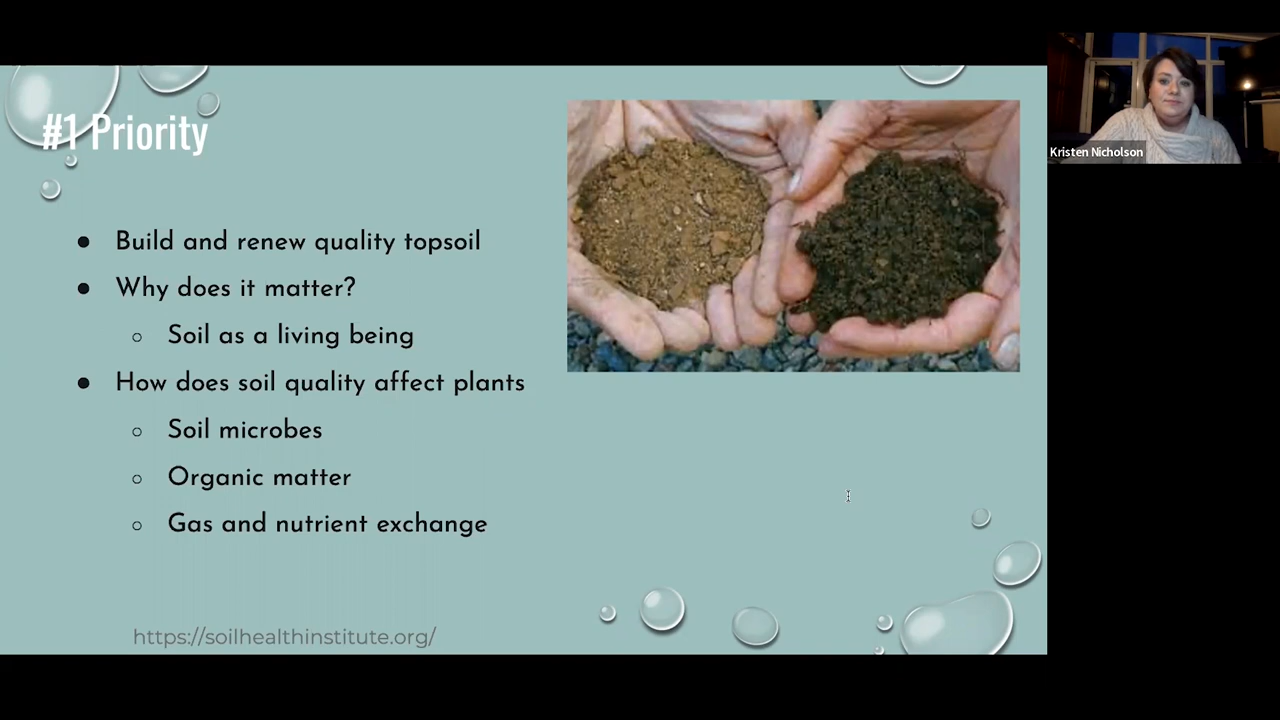 #1 Priority
Build and renew quality topsoil
Why does it matter?
Soil as a living being
How does soil quality affect plants
Soil microbes
Organic matter
Gas and nutrient exchange
https://soilhealthinstitute.org/
Kristen Nicholson